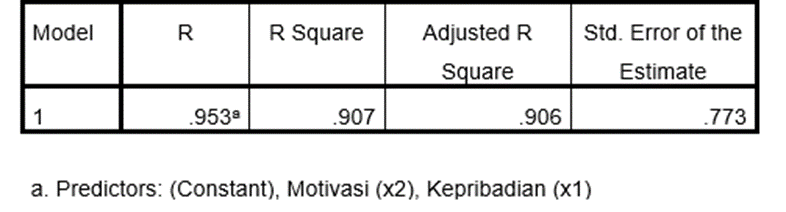 Model R R Square Adjusted R Square Std. Error of the Estimate
1 .953ª .907 .906 .773
a. Predictors: (Constant), Motivasi (x2), Kepribadian (x1)